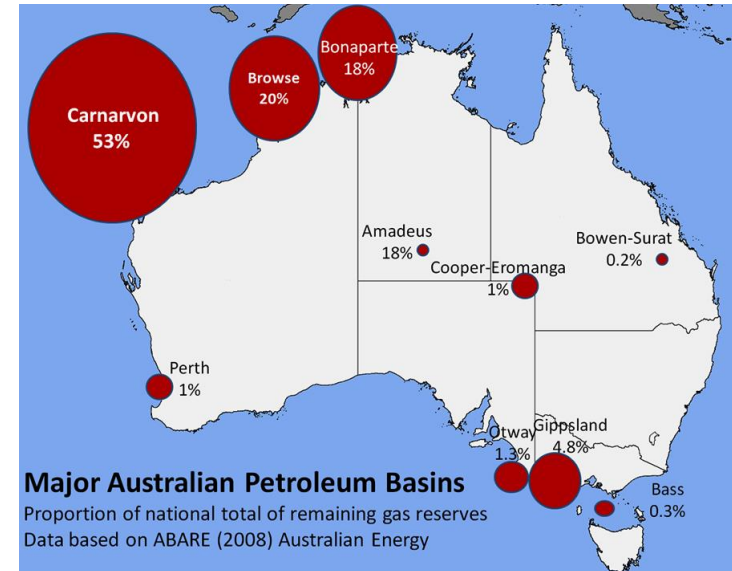 Bonaparte
18%
Browse
20%
Carnarvon
53%
Amadeus
18%
Bowen-Surat
0.2%
Cooper-Eromanga
1%
Perth
1%
Otway
1.3%
Gippsland
4.8%
Bass
0.3%
Major Australian Petroleum Basins
Proportion of national total of remaining gas reserves
Data based on ABARE (2008) Australian Energy